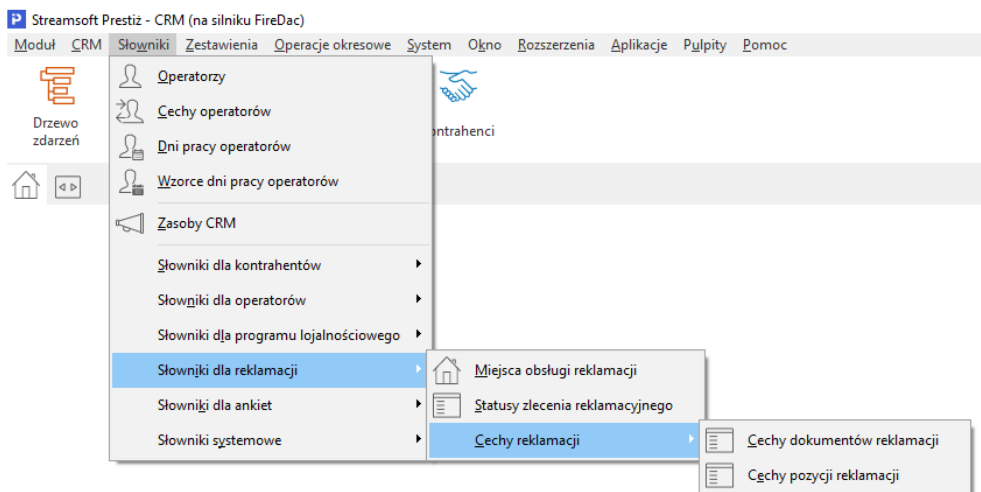 Streamsoft Prestiż - CRM (na silniku FireDac)
Moduł CRM Słowniki Zestawienia Operacje okresowe System Okno Rozszerzenia Aplikacje Pulpity Pomoc
Drzewo
zdarzeń
Operatorzy
Cechy operatorów
Dni pracy operatorów
Wzorce dni pracy operatorów
Zasoby CRM
Słowniki dla kontrahentów
Słowniki dla operatorów
Słowniki dla programu lojalnościowego
Słowniki dla reklamacji
Słowniki dla ankiet
Słowniki systemowe
ontrahenci
Miejsca obsługi reklamacji
Statusy zlecenia reklamacyjnego
Cechy reklamacji
Cechy dokumentów reklamacji
Cechy pozycji reklamacji